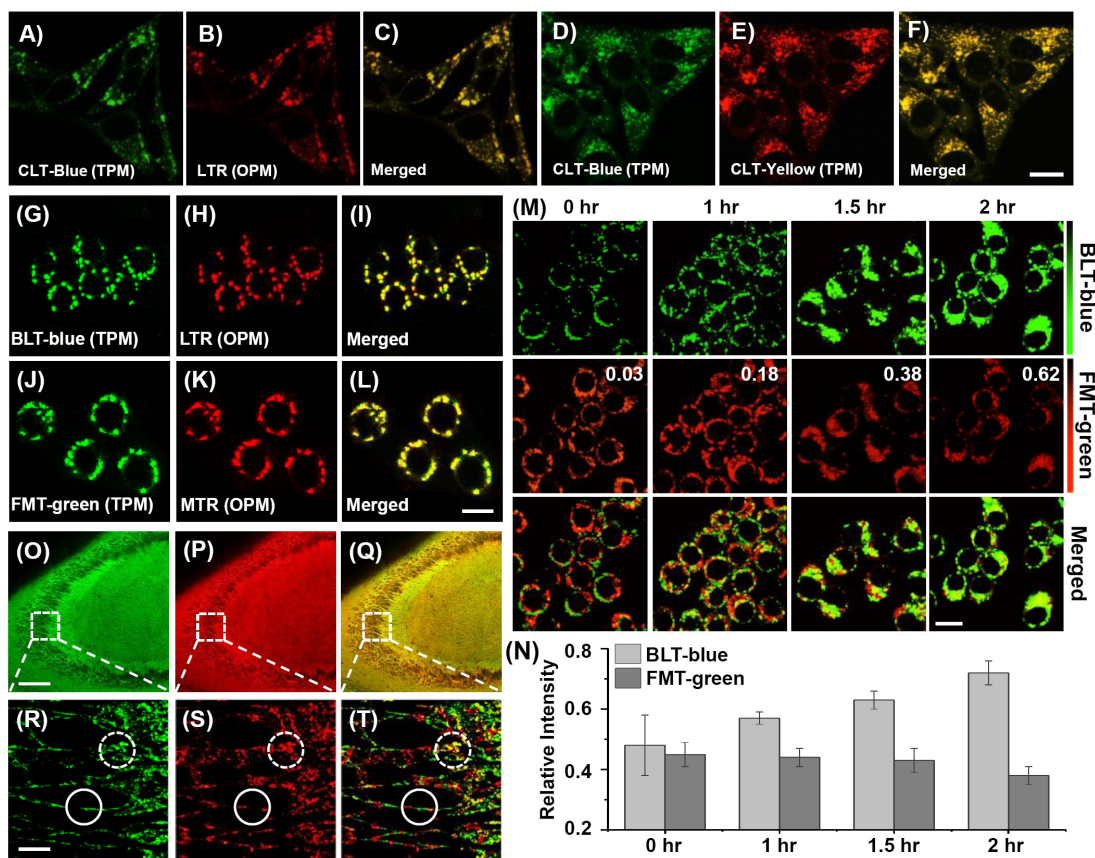 A) B) C) D) E) F)
CLT-Blue (TPM) LTR (OPM) Merged CLT-Blue (TPM) CLT-Yellow (TPM) Merged
(G) (H) (I)
BLT-blue (TPM) LTR (OPM) Merged
(J) (K) (L)
FMT-green (TPM) MTR (OPM) Merged
(M) 0 hr 1 hr 1.5 hr 2 hr
BLT-blue
0.03 0.18 0.38 0.62
FMT-green
Merged
(O) (P) (Q)
(R) (S) (T)
(N)
Relative Intensity
0.8
0.6
0.4
0.2
BLT-blue
FMT-green
0 hr 1 hr 1.5 hr 2 hr